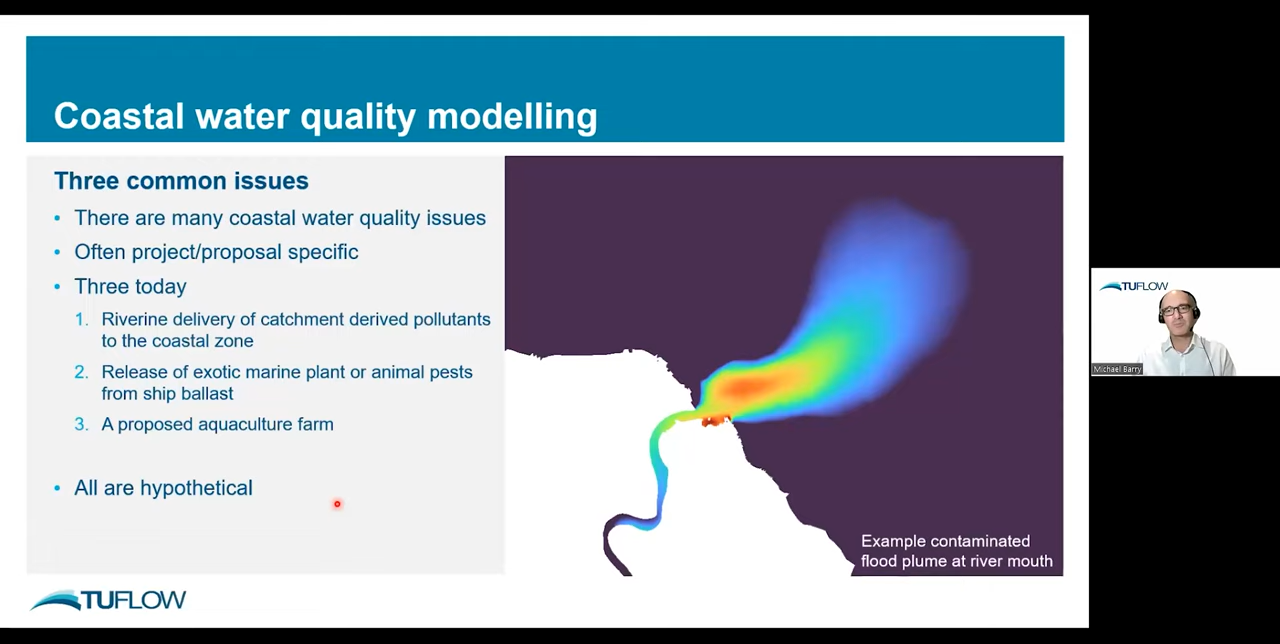 Coastal water quality modelling
Three common issues
• There are many coastal water quality issues
• Often project/proposal specific
• Three today
1. Riverine delivery of catchment derived pollutants
to the coastal zone
2. Release of exotic marine plant or animal pests
from ship ballast
3. A proposed aquaculture farm
• All are hypothetical
Example contaminated
flood plume at river mouth
TUFLOW
TUFLOW
Michael Barry